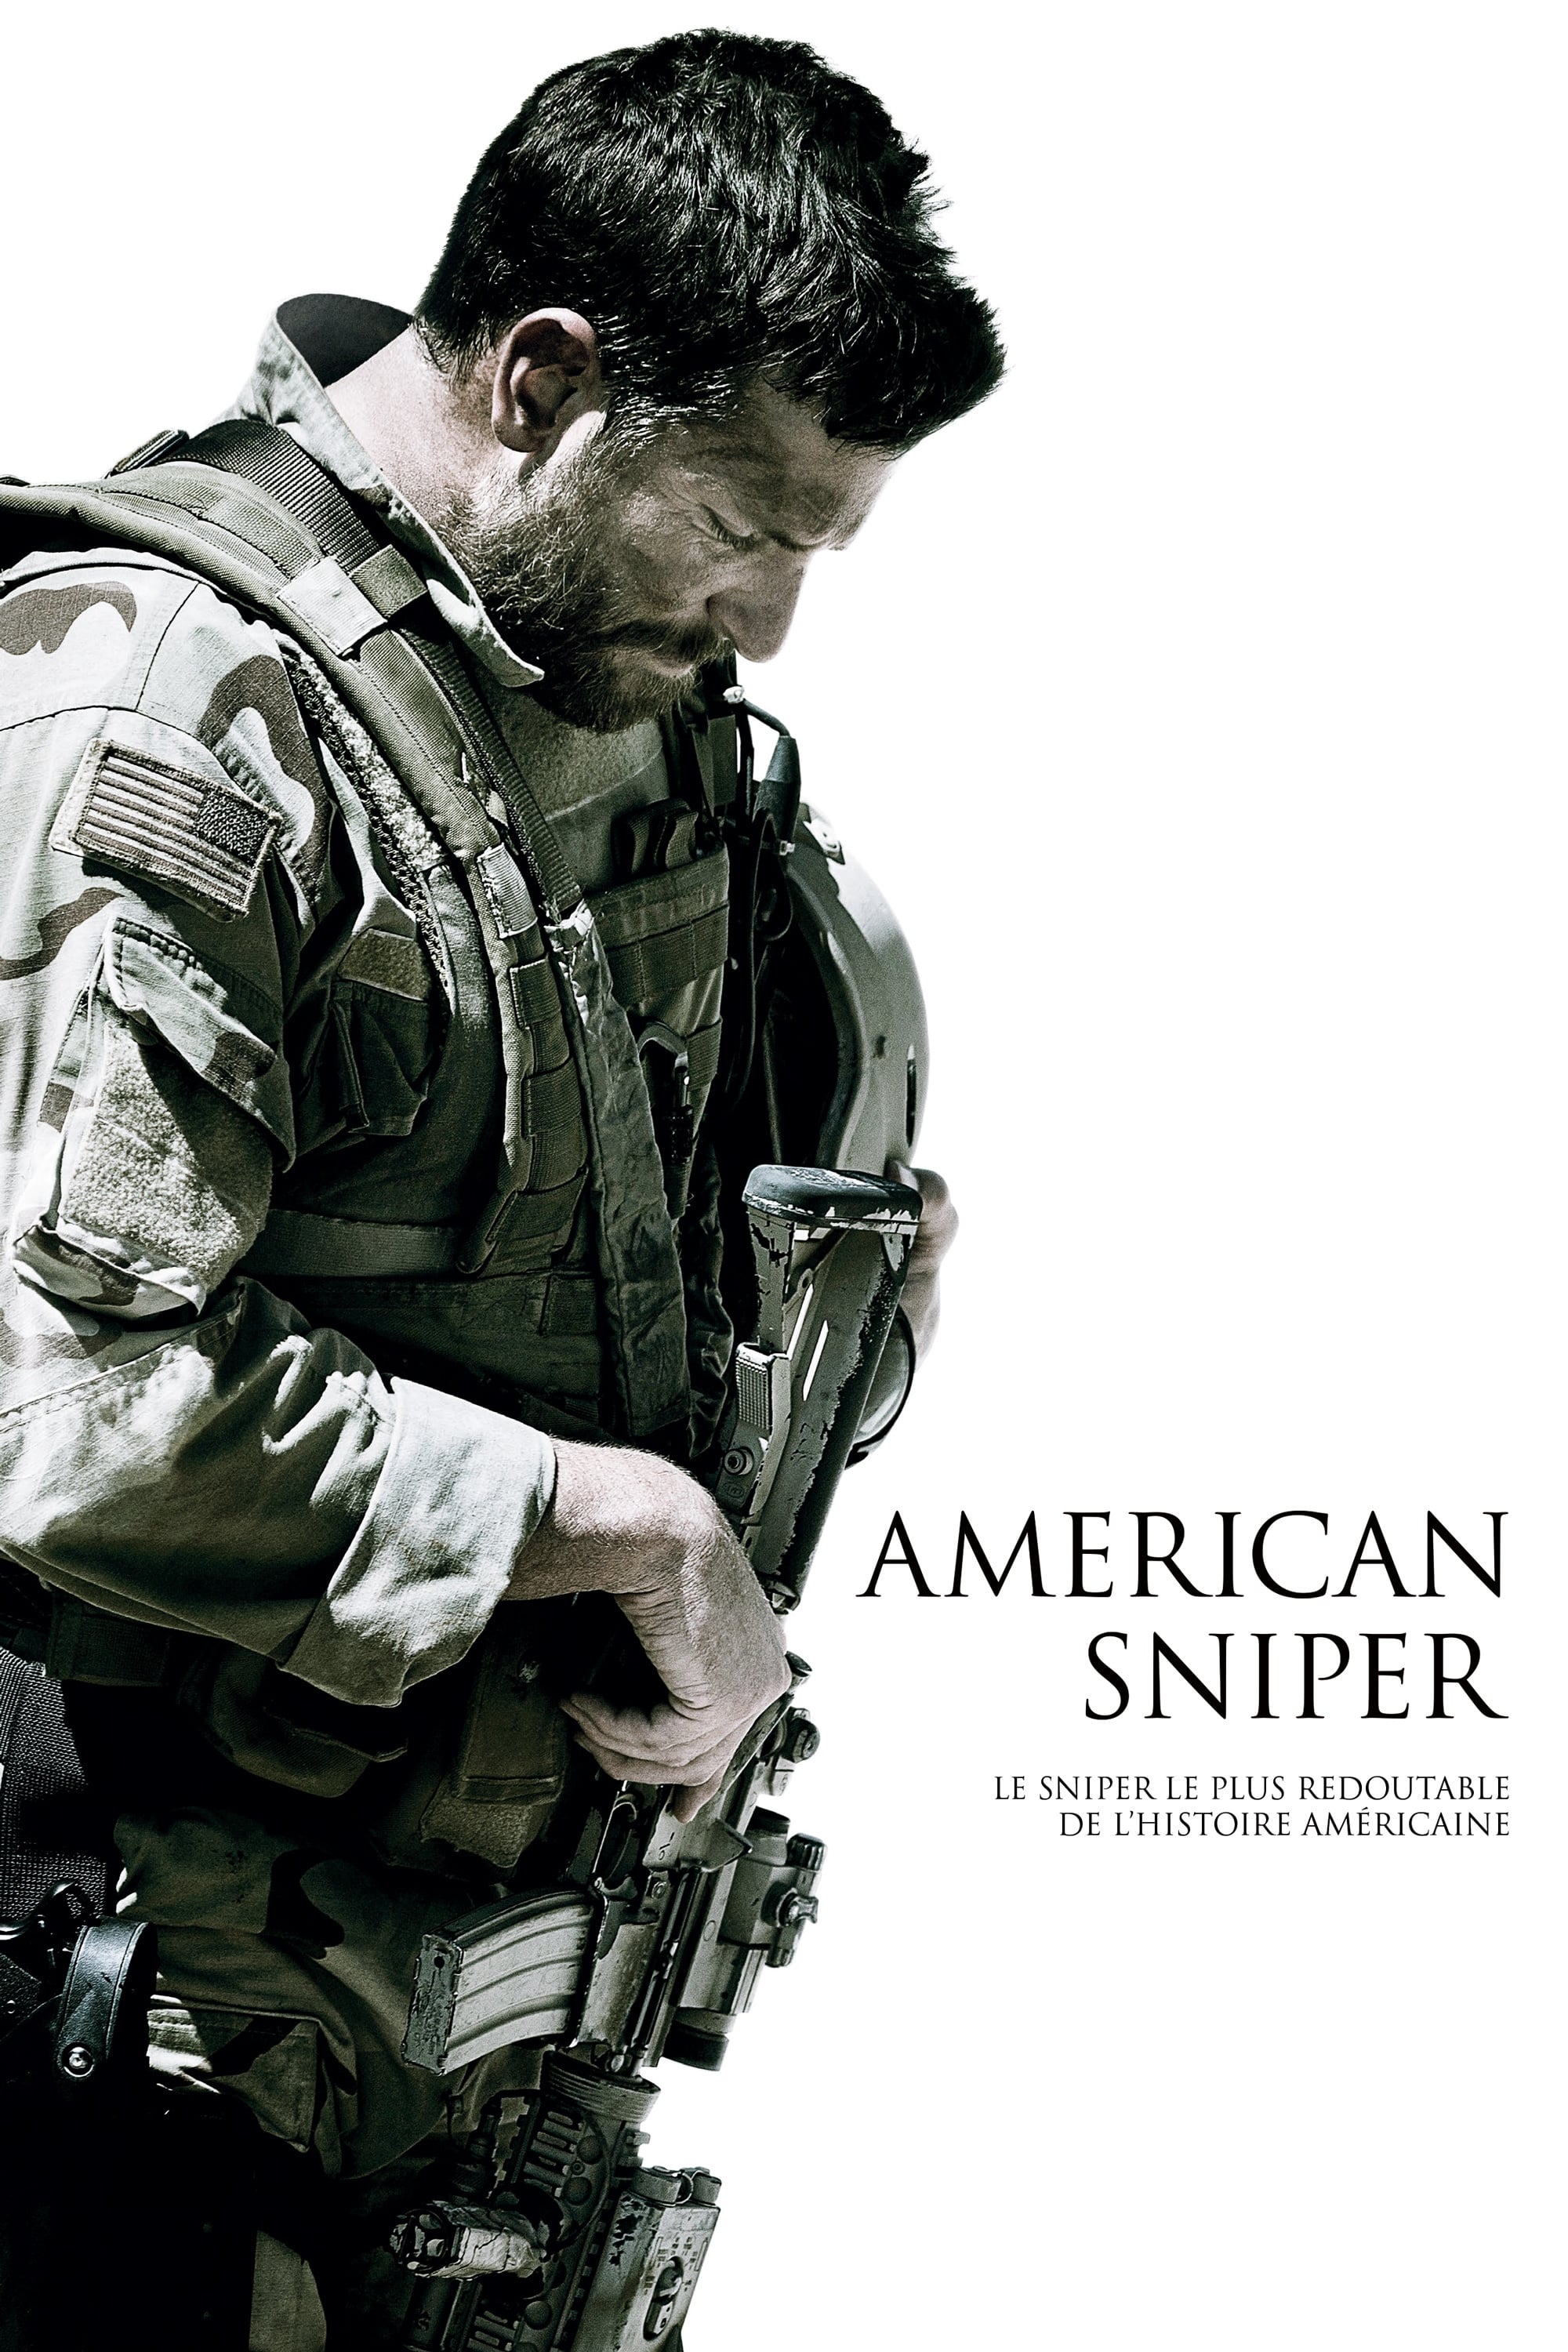 AMERICAN
SNIPER
LE SNIPER LE PLUS REDOUTABLE
DE L'HISTOIRE AMÉRICAINE